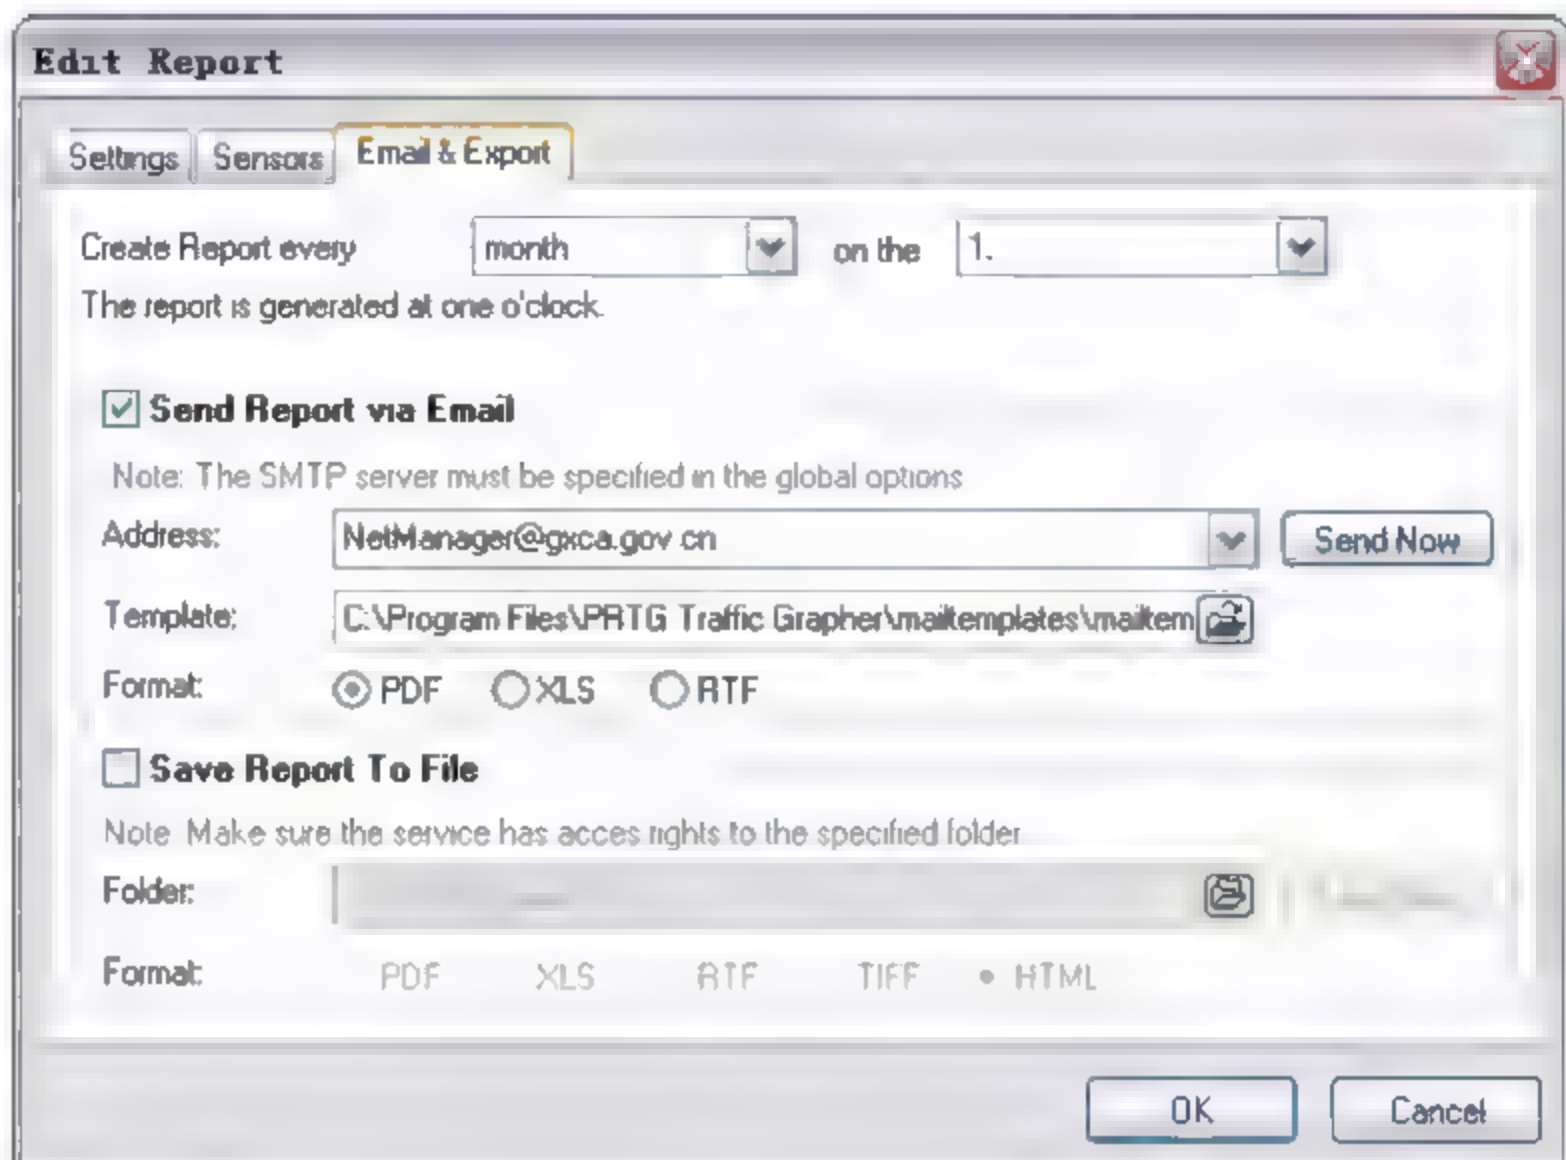 Edit Report
Settings Sensors Email & Export
Create Report every month on the 1.
The report is generated at one o'clock.
Send Report via Email
Note: The SMTP server must be specified in the global options
Address: NetManager@gxca.gov.cn Send Now
Template: C:\Program Files\PRTG Traffic Grapher\mailtemplates\mailtem
Format: PDF XLS RTF
Save Report To File
Note Make sure the service has acces rights to the specified folder
Folder:
Format: PDF XLS RTF TIFF HTML
OK Cancel